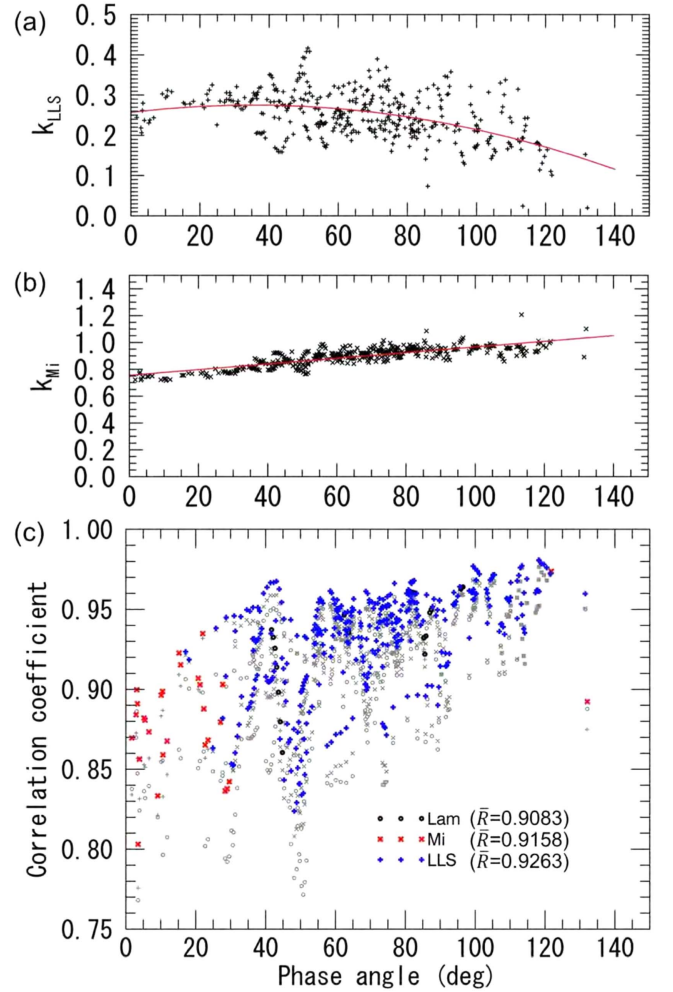 (a)
0.5
0.4
0.3
0.2
0.1
0.0
k_LLS
0 20 40 60 80 100 120 140
(b)
1.4
1.2
1.0
0.8
0.6
0.4
0.2
0.0
k_Mi
0 20 40 60 80 100 120 140
(c)
1.00
0.95
0.90
0.85
0.80
0.75
Correlation coefficient
Lam (R̄=0.9083)
Mi (R̄=0.9158)
LLS (R̄=0.9263)
0 20 40 60 80 100 120 140
Phase angle (deg)